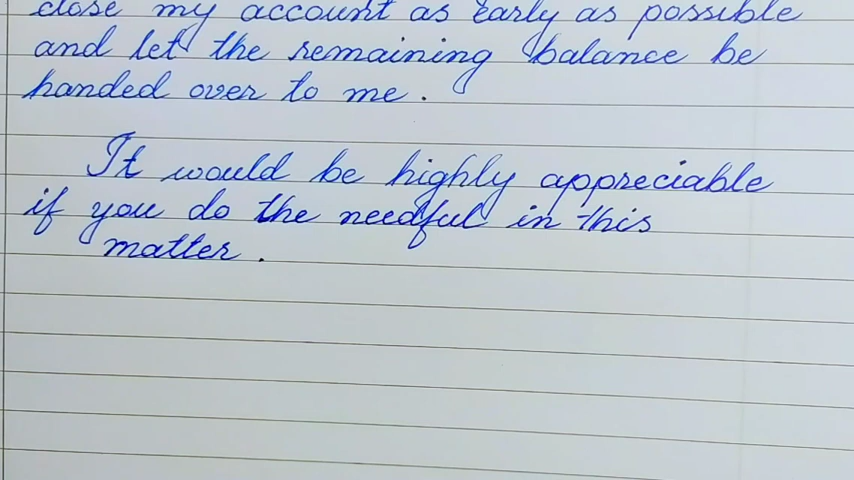 close my account as early as possible
and let the remaining balance be
handed over to me.
It would be highly appreciable
if you do the needful in this
matter.